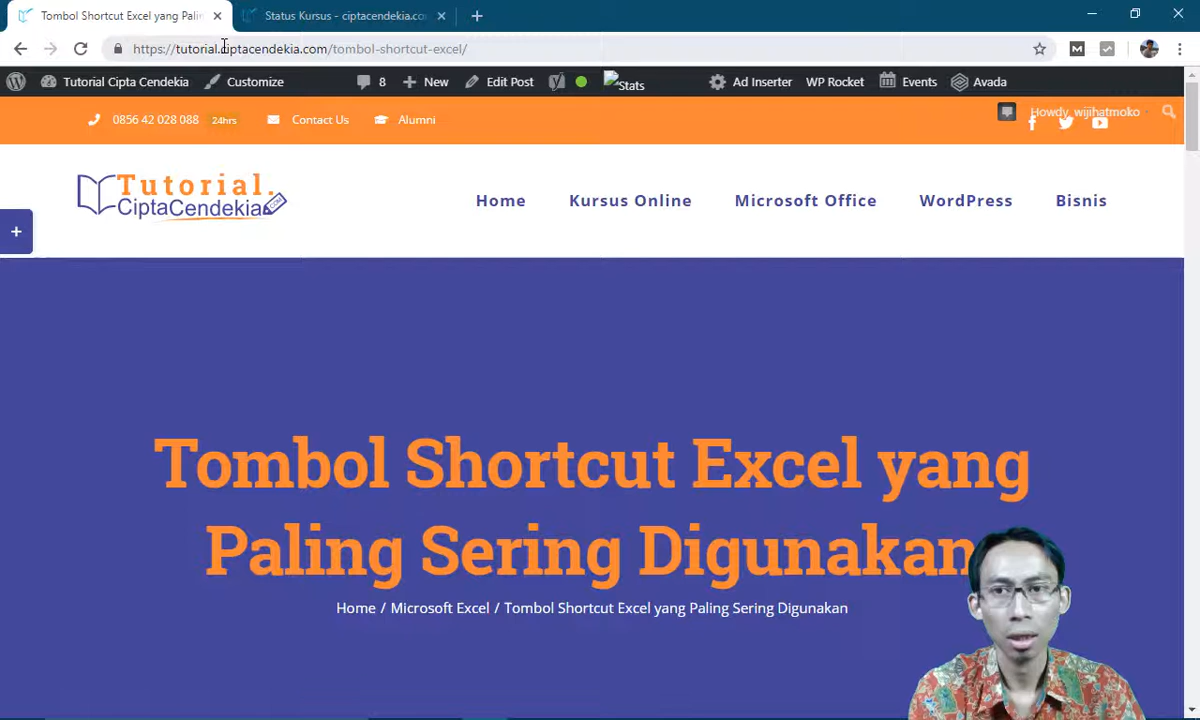 Tombol Shortcut Excel yang Palin
Status Kursus - ciptacendekia.co
https://tutorial.ciptacendekia.com/tombol-shortcut-excel/
Tutorial Cipta Cendekia Customize 8 New Edit Post Stats Ad Inserter WP Rocket Events Avada
Howdy, wijihatmoko
0856 42 028 088 24hrs Contact Us Alumni
Tutorial.
CiptaCendekia.COM
Home Kursus Online Microsoft Office WordPress Bisnis
+
Tombol Shortcut Excel yang
Paling Sering Digunakan
Home / Microsoft Excel / Tombol Shortcut Excel yang Paling Sering Digunakan